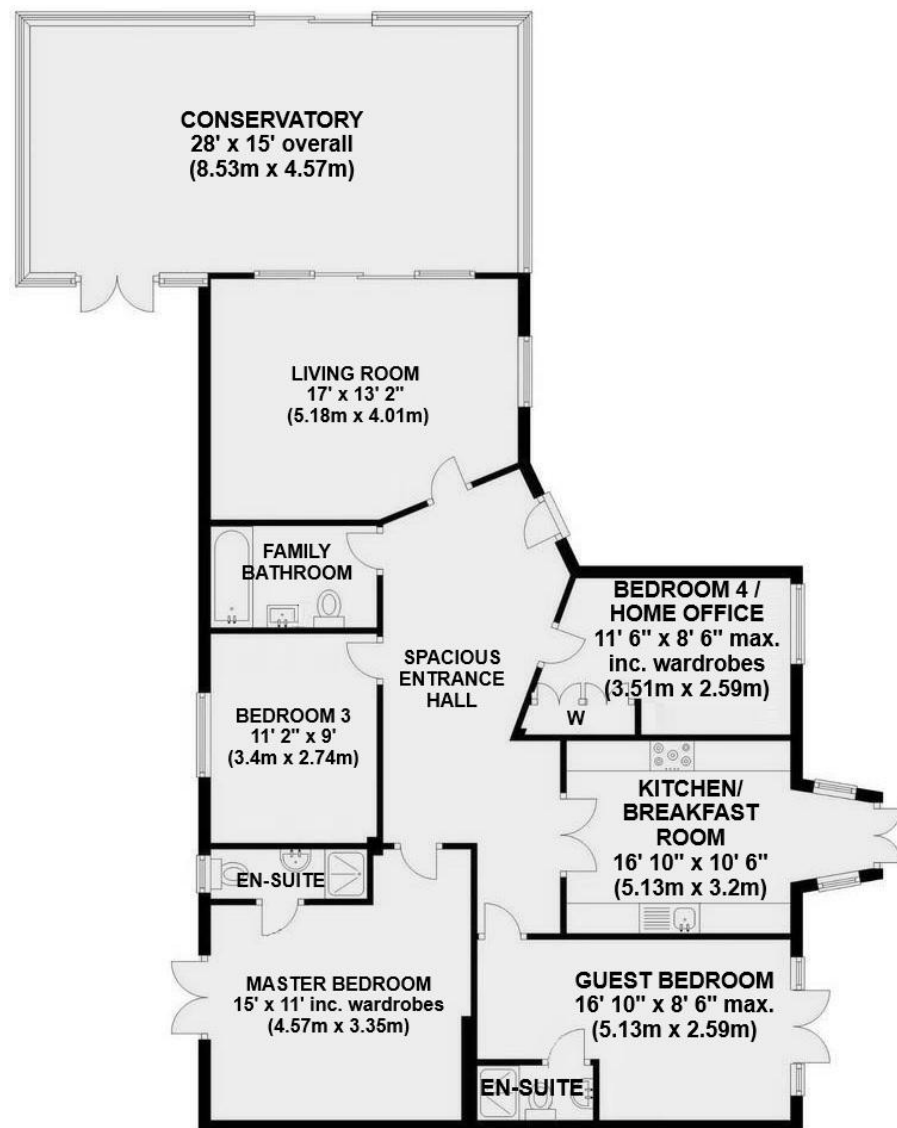 CONSERVATORY
28' x 15' overall
(8.53m x 4.57m)
LIVING ROOM
17' x 13' 2"
(5.18m x 4.01m)
FAMILY
BATHROOM
BEDROOM 4 /
HOME OFFICE
11' 6" x 8' 6" max.
inc. wardrobes
(3.51m x 2.59m)
W
SPACIOUS
ENTRANCE
HALL
BEDROOM 3
11' 2" x 9'
(3.4m x 2.74m)
KITCHEN/
BREAKFAST
ROOM
16' 10" x 10' 6"
(5.13m x 3.2m)
EN-SUITE
MASTER BEDROOM
15' x 11' inc. wardrobes
(4.57m x 3.35m)
GUEST BEDROOM
16' 10" x 8' 6" max.
(5.13m x 2.59m)
EN-SUITE